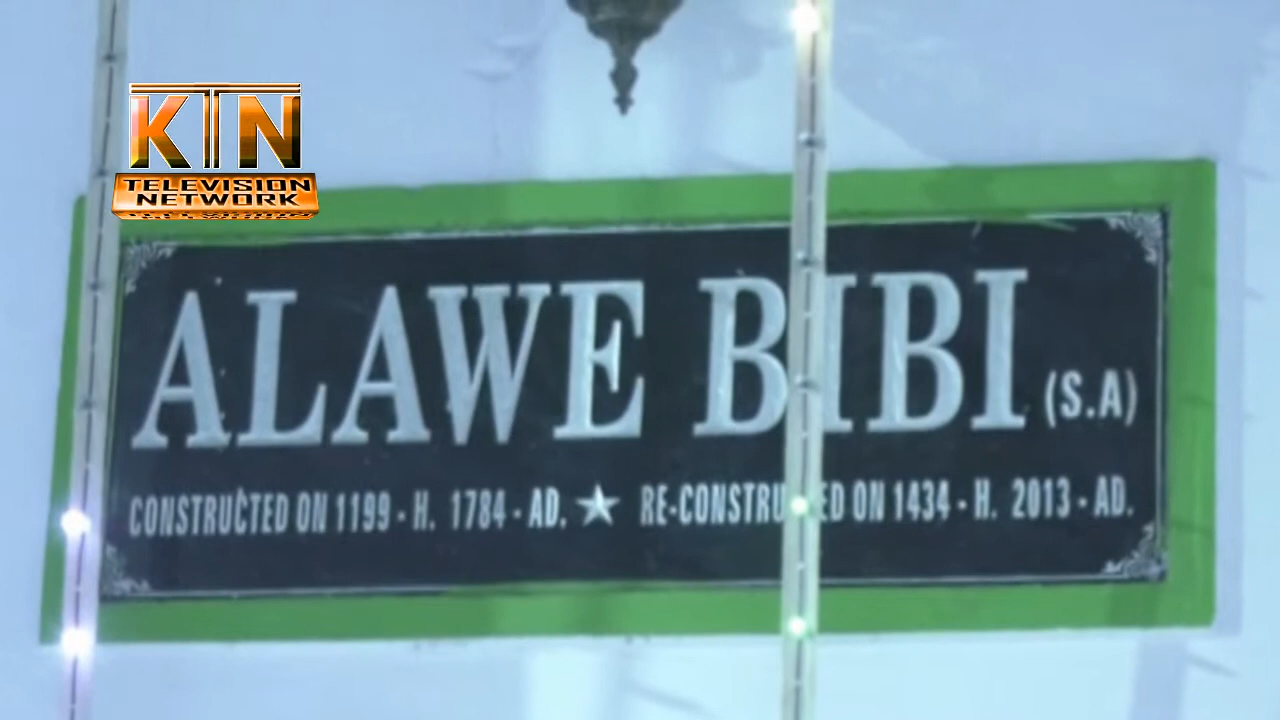 KTN
TELEVISION
NETWORK
ALAWE BIBI (S.A)
CONSTRUCTED ON 1199 - H. 1784 - AD. ★ RE-CONSTRUCTED ON 1434 - H. 2013 - AD.